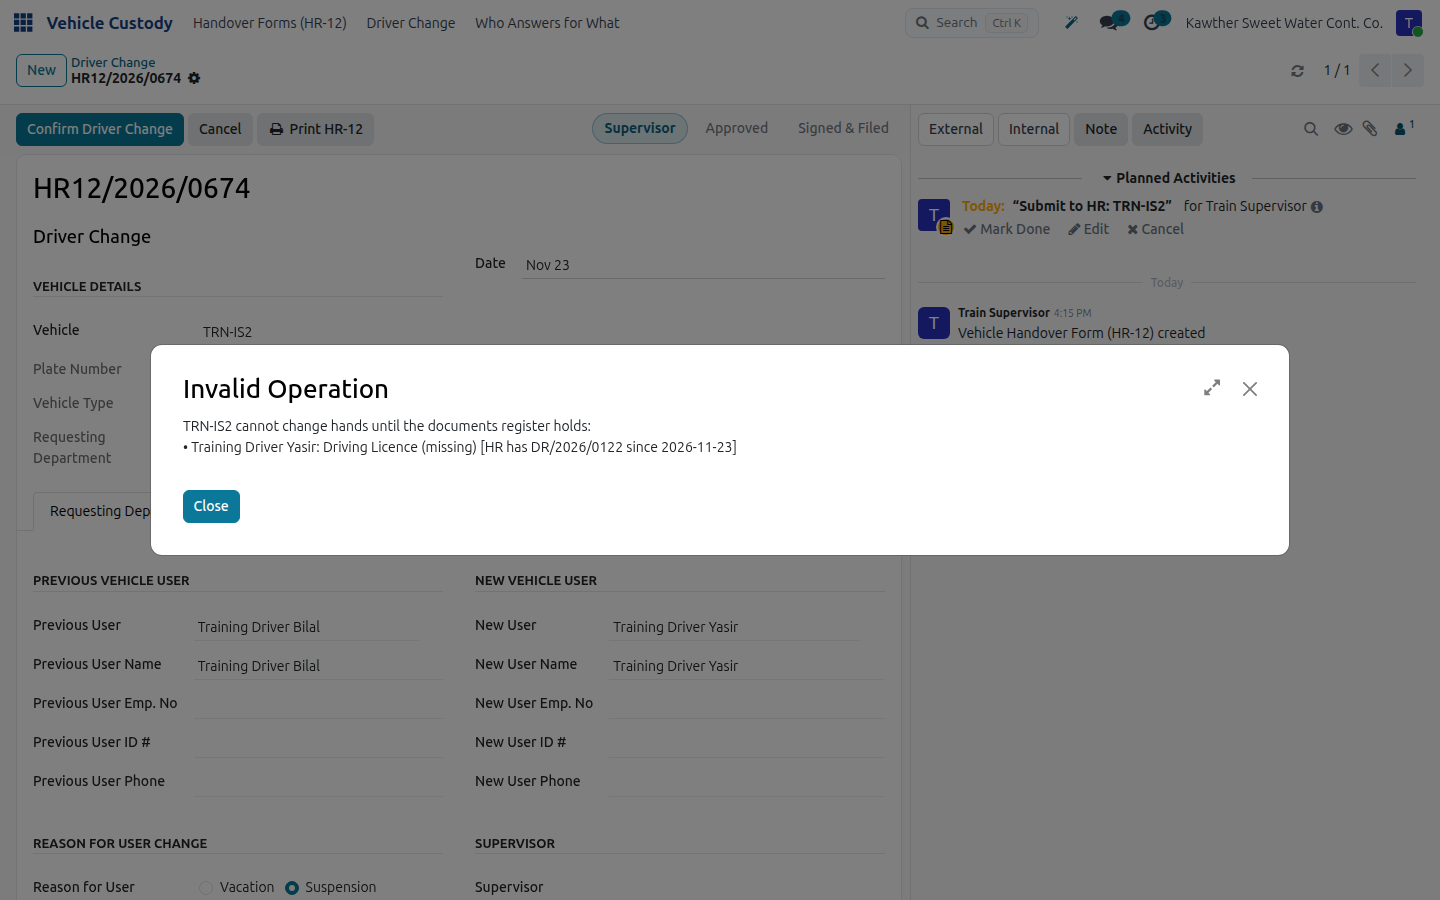 Vehicle Custody
Handover Forms (HR-12)
Driver Change
Who Answers for What
Search
Ctrl K
4
3
Kawther Sweet Water Cont. Co.
T
New
Driver Change
HR12/2026/0674
1 / 1
Confirm Driver Change
Cancel
Print HR-12
Supervisor
Approved
Signed & Filed
External
Internal
Note
Activity
1
HR12/2026/0674
Driver Change
Date
Nov 23
VEHICLE DETAILS
Vehicle
TRN-IS2
Plate Number
Vehicle Type
Requesting
Department
Requesting Dep
Planned Activities
T
Today: “Submit to HR: TRN-IS2” for Train Supervisor
Mark Done
Edit
Cancel
Today
T
Train Supervisor 4:15 PM
Vehicle Handover Form (HR-12) created
Invalid Operation
TRN-IS2 cannot change hands until the documents register holds:
• Training Driver Yasir: Driving Licence (missing) [HR has DR/2026/0122 since 2026-11-23]
Close
PREVIOUS VEHICLE USER
Previous User
Training Driver Bilal
Previous User Name
Training Driver Bilal
Previous User Emp. No
Previous User ID #
Previous User Phone
NEW VEHICLE USER
New User
Training Driver Yasir
New User Name
Training Driver Yasir
New User Emp. No
New User ID #
New User Phone
REASON FOR USER CHANGE
Reason for User
Vacation
Suspension
SUPERVISOR
Supervisor